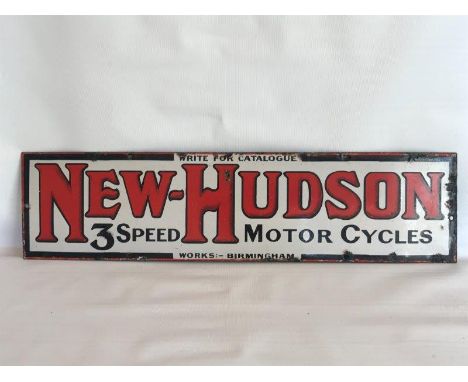 WRITE FOR CATALOGUE
NEW-HUDSON
3 SPEED MOTOR CYCLES
WORKS:- BIRMINGHAM